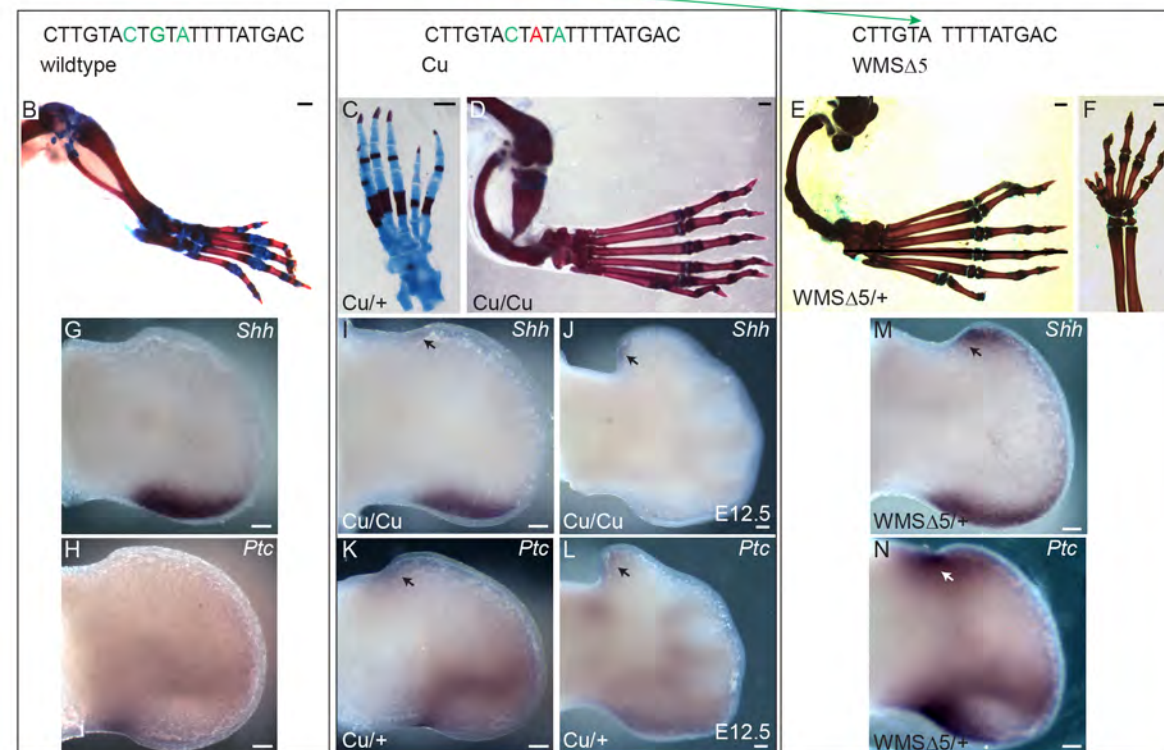 CTTGTACTGTATTTTATGAC
wildtype
B
G
Shh
H
Ptc
CTTGTACTATATTTTATGAC
Cu
C
Cu/+
D
Cu/Cu
I
Shh
Cu/Cu
J
Shh
Cu/Cu
E12.5
K
Ptc
Cu/+
L
Ptc
Cu/+
E12.5
CTTGTA TTTTATGAC
WMSΔ5
E
WMSΔ5/+
F
M
Shh
WMSΔ5/+
N
Ptc
WMSΔ5/+